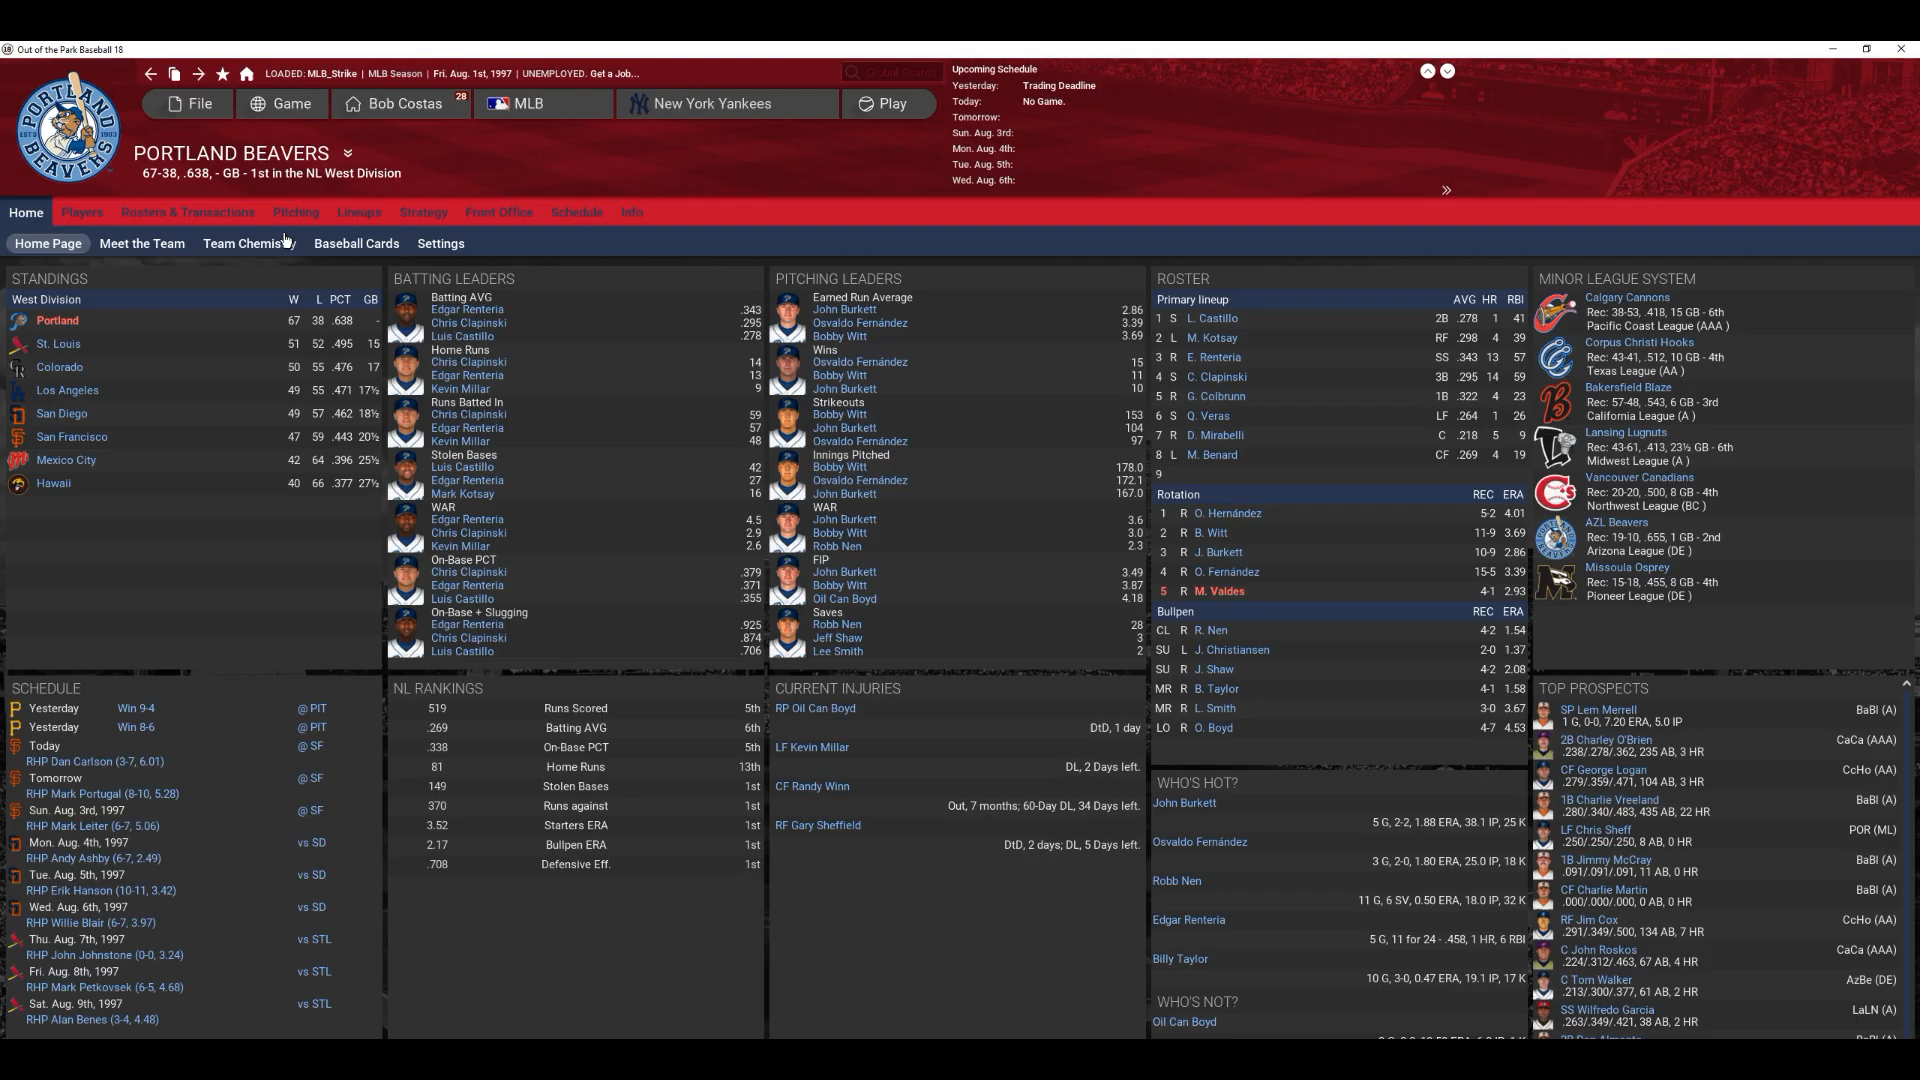 Out of the Park Baseball 18
LOADED: MLB_Strike | MLB Season | Fri. Aug. 1st, 1997 | UNEMPLOYED. Get a Job...
Global Search
File
Game
Bob Costas 28
MLB
New York Yankees
Play
PORTLAND BEAVERS
ESTD 1903
PORTLAND BEAVERS
67-38, .638, - GB - 1st in the NL West Division
Upcoming Schedule
Yesterday: Trading Deadline
Today: No Game.
Tomorrow:
Sun. Aug. 3rd:
Mon. Aug. 4th:
Tue. Aug. 5th:
Wed. Aug. 6th:
Home Players Rosters & Transactions Pitching Lineups Strategy Front Office Schedule Info
Home Page Meet the Team Team Chemistry Baseball Cards Settings
STANDINGS
West Division W L PCT GB
Portland 67 38 .638 -
St. Louis 51 52 .495 15
Colorado 50 55 .476 17
Los Angeles 49 55 .471 17½
San Diego 49 57 .462 18½
San Francisco 47 59 .443 20½
Mexico City 42 64 .396 25½
Hawaii 40 66 .377 27½
BATTING LEADERS
Batting AVG
Edgar Renteria .343
Chris Clapinski .295
Luis Castillo .278
Home Runs
Chris Clapinski 14
Edgar Renteria 13
Kevin Millar 9
Runs Batted In
Chris Clapinski 59
Edgar Renteria 57
Kevin Millar 48
Stolen Bases
Luis Castillo 42
Edgar Renteria 27
Mark Kotsay 16
WAR
Edgar Renteria 4.5
Chris Clapinski 2.9
Kevin Millar 2.6
On-Base PCT
Chris Clapinski .379
Edgar Renteria .371
Luis Castillo .355
On-Base + Slugging
Edgar Renteria .925
Chris Clapinski .874
Luis Castillo .706
PITCHING LEADERS
Earned Run Average
John Burkett 2.86
Osvaldo Fernández 3.39
Bobby Witt 3.69
Wins
Osvaldo Fernández 15
Bobby Witt 11
John Burkett 10
Strikeouts
Bobby Witt 153
John Burkett 104
Osvaldo Fernández 97
Innings Pitched
Bobby Witt 178.0
Osvaldo Fernández 172.1
John Burkett 167.0
WAR
John Burkett 3.6
Bobby Witt 3.0
Robb Nen 2.3
FIP
John Burkett 3.49
Bobby Witt 3.87
Oil Can Boyd 4.18
Saves
Robb Nen 28
Jeff Shaw 3
Lee Smith 2
ROSTER
Primary lineup AVG HR RBI
1 S L. Castillo 2B .278 1 41
2 L M. Kotsay RF .298 4 39
3 R E. Renteria SS .343 13 57
4 S C. Clapinski 3B .295 14 59
5 R G. Colbrunn 1B .322 4 23
6 S Q. Veras LF .264 1 26
7 R D. Mirabelli C .218 5 9
8 L M. Benard CF .269 4 19
9
Rotation REC ERA
1 R O. Hernández 5-2 4.01
2 R B. Witt 11-9 3.69
3 R J. Burkett 10-9 2.86
4 R O. Fernández 15-5 3.39
5 R M. Valdes 4-1 2.93
Bullpen REC ERA
CL R R. Nen 4-2 1.54
SU L J. Christiansen 2-0 1.37
SU R J. Shaw 4-2 2.08
MR R B. Taylor 4-1 1.58
MR R L. Smith 3-0 3.67
LO R O. Boyd 4-7 4.53
MINOR LEAGUE SYSTEM
Calgary Cannons
Rec: 38-53, .418, 15 GB - 6th
Pacific Coast League (AAA )
Corpus Christi Hooks
Rec: 43-41, .512, 10 GB - 4th
Texas League (AA )
Bakersfield Blaze
Rec: 57-48, .543, 6 GB - 3rd
California League (A )
Lansing Lugnuts
Rec: 43-61, .413, 23½ GB - 6th
Midwest League (A )
Vancouver Canadians
Rec: 20-20, .500, 8 GB - 4th
Northwest League (BC )
AZL Beavers
Rec: 19-10, .655, 1 GB - 2nd
Arizona League (DE )
Missoula Osprey
Rec: 15-18, .455, 8 GB - 4th
Pioneer League (DE )
SCHEDULE
Yesterday Win 9-4 @ PIT
Yesterday Win 8-6 @ PIT
Today @ SF
RHP Dan Carlson (3-7, 6.01)
Tomorrow @ SF
RHP Mark Portugal (8-10, 5.28)
Sun. Aug. 3rd, 1997 @ SF
RHP Mark Leiter (6-7, 5.06)
Mon. Aug. 4th, 1997 vs SD
RHP Andy Ashby (6-7, 2.49)
Tue. Aug. 5th, 1997 vs SD
RHP Erik Hanson (10-11, 3.42)
Wed. Aug. 6th, 1997 vs SD
RHP Willie Blair (6-7, 3.97)
Thu. Aug. 7th, 1997 vs STL
RHP John Johnstone (0-0, 3.24)
Fri. Aug. 8th, 1997 vs STL
RHP Mark Petkovsek (6-5, 4.68)
Sat. Aug. 9th, 1997 vs STL
RHP Alan Benes (3-4, 4.48)
NL RANKINGS
519 Runs Scored 5th
.269 Batting AVG 6th
.338 On-Base PCT 5th
81 Home Runs 13th
149 Stolen Bases 1st
370 Runs against 1st
3.52 Starters ERA 1st
2.17 Bullpen ERA 1st
.708 Defensive Eff. 1st
CURRENT INJURIES
RP Oil Can Boyd
DtD, 1 day
LF Kevin Millar
DL, 2 Days left.
CF Randy Winn
Out, 7 months; 60-Day DL, 34 Days left.
RF Gary Sheffield
DtD, 2 days; DL, 5 Days left.
WHO'S HOT?
John Burkett
5 G, 2-2, 1.88 ERA, 38.1 IP, 25 K
Osvaldo Fernández
3 G, 2-0, 1.80 ERA, 25.0 IP, 18 K
Robb Nen
11 G, 6 SV, 0.50 ERA, 18.0 IP, 32 K
Edgar Renteria
5 G, 11 for 24 - .458, 1 HR, 6 RBI
Billy Taylor
10 G, 3-0, 0.47 ERA, 19.1 IP, 17 K
WHO'S NOT?
Oil Can Boyd
TOP PROSPECTS
SP Lem Merrell BaBl (A)
1 G, 0-0, 7.20 ERA, 5.0 IP
2B Charley O'Brien CaCa (AAA)
.238/.278/.362, 235 AB, 3 HR
CF George Logan CcHo (AA)
.279/.359/.471, 104 AB, 3 HR
1B Charlie Vreeland BaBl (A)
.280/.340/.483, 435 AB, 22 HR
LF Chris Sheff POR (ML)
.250/.250/.250, 8 AB, 0 HR
1B Jimmy McCray BaBl (A)
.091/.091/.091, 11 AB, 0 HR
CF Charlie Martin BaBl (A)
.000/.000/.000, 0 AB, 0 HR
RF Jim Cox CcHo (AA)
.291/.349/.500, 134 AB, 7 HR
C John Roskos CaCa (AAA)
.224/.312/.463, 67 AB, 4 HR
C Tom Walker AzBe (DE)
.213/.300/.377, 61 AB, 2 HR
SS Wilfredo Garcia LaLN (A)
.263/.349/.421, 38 AB, 2 HR